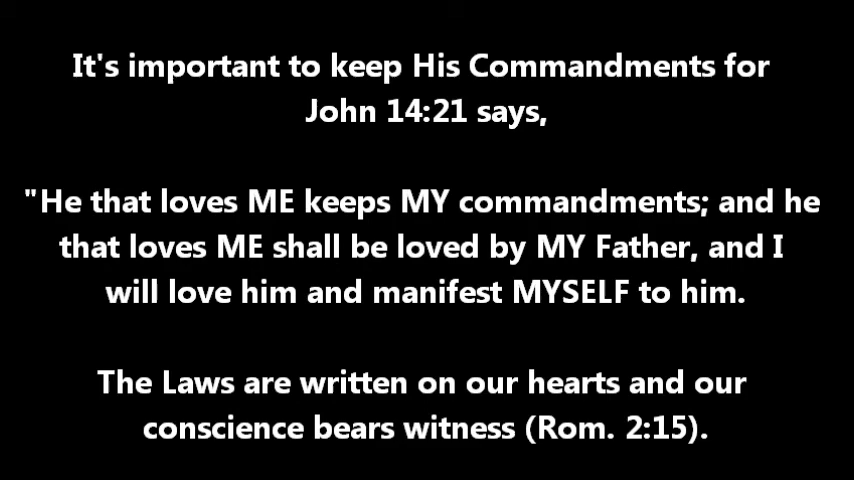 It's important to keep His Commandments for
John 14:21 says,
"He that loves ME keeps MY commandments; and he
that loves ME shall be loved by MY Father, and I
will love him and manifest MYSELF to him.
The Laws are written on our hearts and our
conscience bears witness (Rom. 2:15).